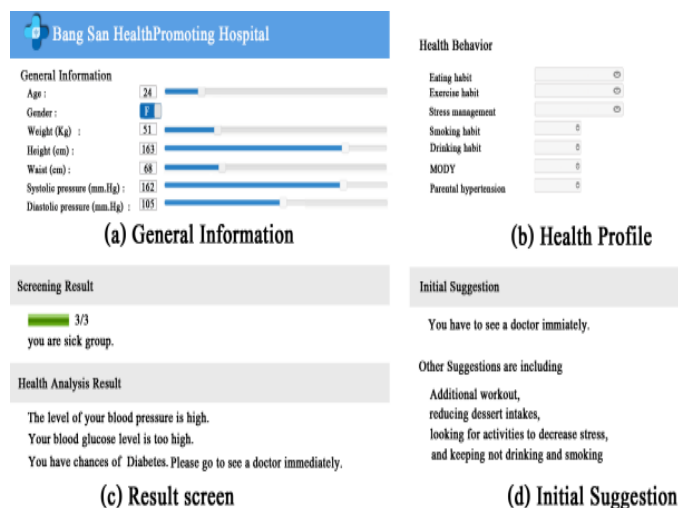 Bang San HealthPromoting Hospital
General Information
Age : 24
Gender : F
Weight (Kg) : 51
Height (cm) : 163
Waist (cm) : 68
Systolic pressure (mm.Hg) : 162
Diastolic pressure (mm.Hg) : 105
(a) General Information
Health Behavior
Eating habit
Exercise habit
Stress management
Smoking habit
Drinking habit
MODY
Parental hypertension
(b) Health Profile
Screening Result
3/3
you are sick group.
Health Analysis Result
The level of your blood pressure is high.
Your blood glucose level is too high.
You have chances of Diabetes. Please go to see a doctor immediately.
(c) Result screen
Initial Suggestion
You have to see a doctor immiately.
Other Suggestions are including
Additional workout,
reducing dessert intakes,
looking for activities to decrease stress,
and keeping not drinking and smoking
(d) Initial Suggestion